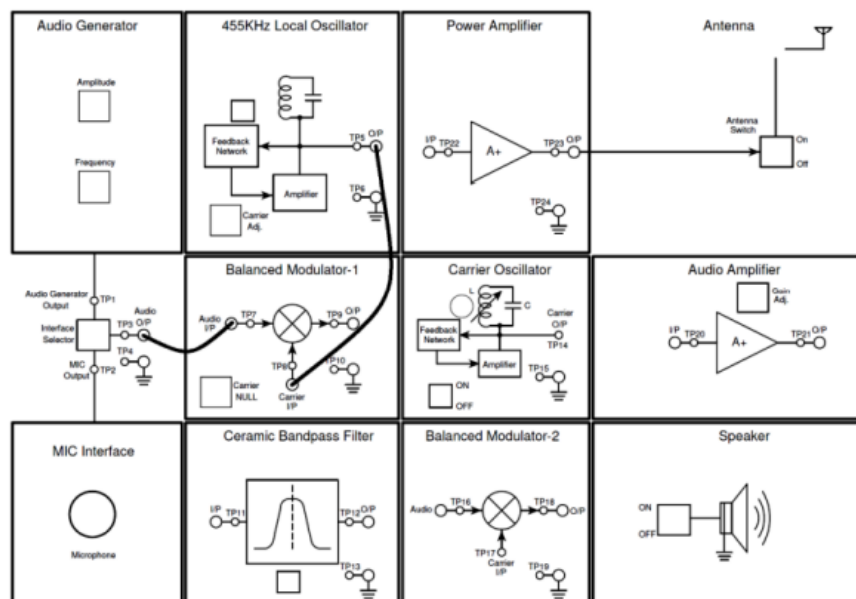 Audio Generator
Amplitude
Frequency
455KHz Local Oscillator
Feedback
Network
Amplifier
Carrier
Adj.
TP5
O/P
TP6
Power Amplifier
I/P
TP22
A+
TP23
O/P
TP24
Antenna
Antenna
Switch
On
Off
Audio Generator
Output
TP1
Interface
Selector
TP3
Audio
O/P
TP4
MIC
Output
TP2
Balanced Modulator-1
Audio
I/P
TP7
TP9
O/P
TP8
TP10
Carrier
NULL
Carrier
I/P
Carrier Oscillator
L
C
Feedback
Network
Amplifier
Carrier
O/P
TP14
TP15
ON
OFF
Audio Amplifier
Gain
Adj.
I/P
TP20
A+
TP21
O/P
MIC Interface
Microphone
Ceramic Bandpass Filter
I/P
TP11
TP12
O/P
TP13
Balanced Modulator-2
Audio
TP16
TP18
O/P
TP17
Carrier
I/P
TP19
Speaker
ON
OFF